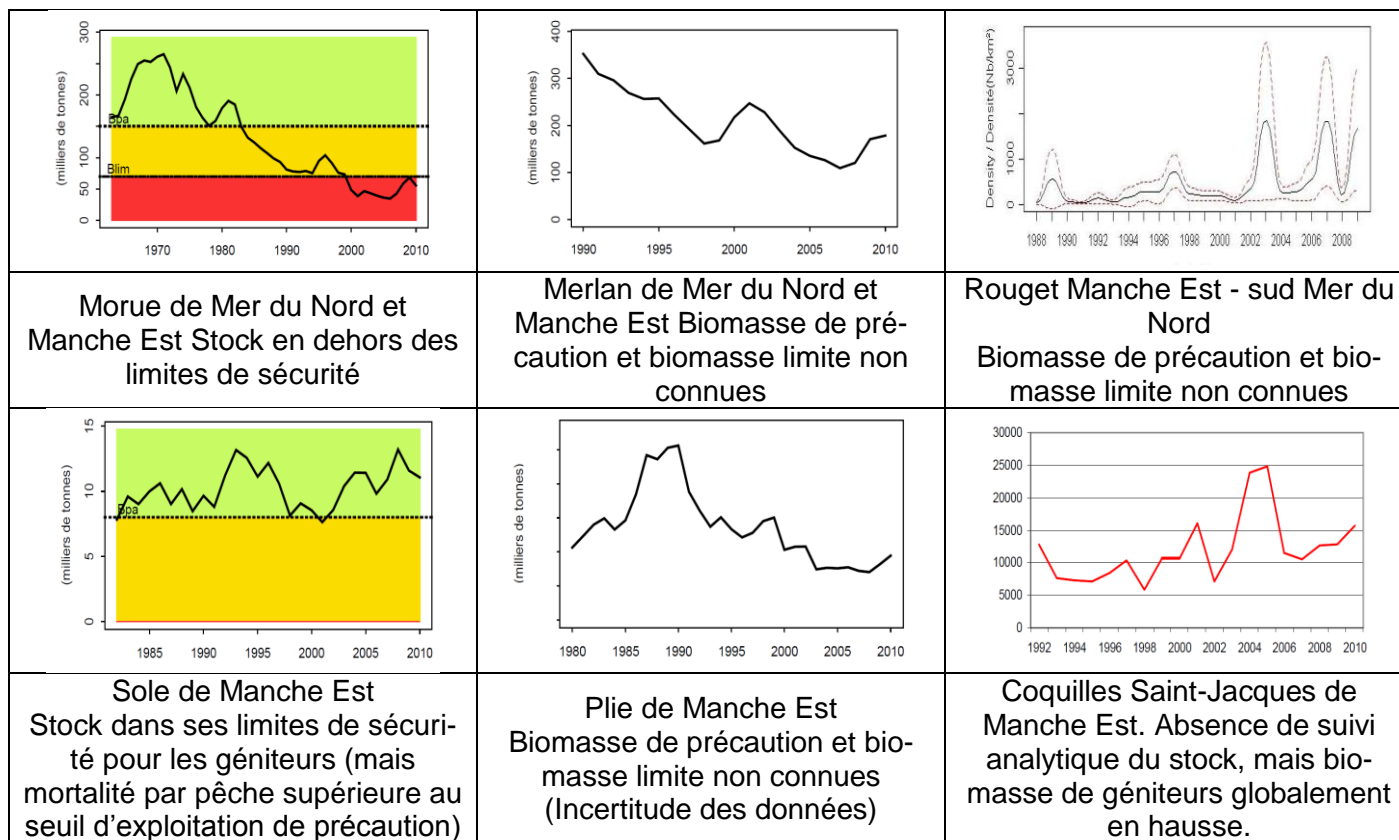 300
200
150
100
50
0
(milliers de tonnes)
Bpa
Blim
1970
1980
1990
2000
2010
400
300
200
100
0
(milliers de tonnes)
1990
1995
2000
2005
2010
Density / Densité(Nb/km²)
3000
1000
0
1988
1990
1992
1994
1996
1998
2000
2002
2004
2006
2008
Morue de Mer du Nord et
Manche Est Stock en dehors des
limites de sécurité
Merlan de Mer du Nord et
Manche Est Biomasse de pré-
caution et biomasse limite non
connues
Rouget Manche Est - sud Mer du
Nord
Biomasse de précaution et bio-
masse limite non connues
15
10
5
0
(milliers de tonnes)
Bpa
1985
1990
1995
2000
2005
2010
(milliers de tonnes)
1980
1985
1990
1995
2000
2005
2010
30000
25000
20000
15000
10000
5000
0
1992
1994
1996
1998
2000
2002
2004
2006
2008
2010
Sole de Manche Est
Stock dans ses limites de sécuri-
té pour les géniteurs (mais
mortalité par pêche supérieure au
seuil d'exploitation de précaution)
Plie de Manche Est
Biomasse de précaution et bio-
masse limite non connues
(Incertitude des données)
Coquilles Saint-Jacques de
Manche Est. Absence de suivi
analytique du stock, mais bio-
masse de géniteurs globalement
en hausse.